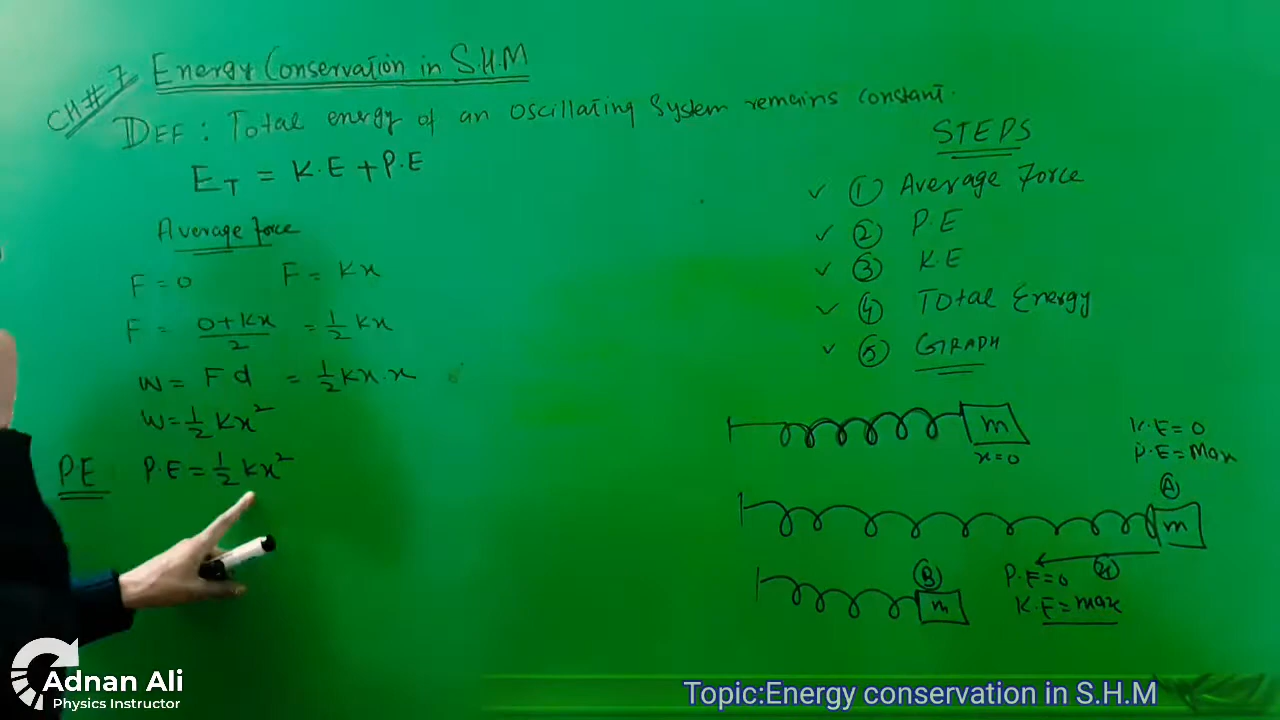 CH#7 Energy Conservation in S.H.M
DEF : Total energy of an oscillating System remains constant.
E_T = K.E + P.E
Average force
F = 0 F = Kx
F = 0+Kx/2 = 1/2 Kx
W = F d = 1/2 Kx.x
W = 1/2 Kx²
P.E P.E = 1/2 Kx²
STEPS
✓ ① Average Force
✓ ② P.E
✓ ③ K.E
✓ ④ Total Energy
✓ ⑤ GRAPH
m
x=0
K.E = 0
P.E = Max
A
m
x
P.E = 0
K.E = max
B
m
Adnan Ali
Physics Instructor
Topic:Energy conservation in S.H.M